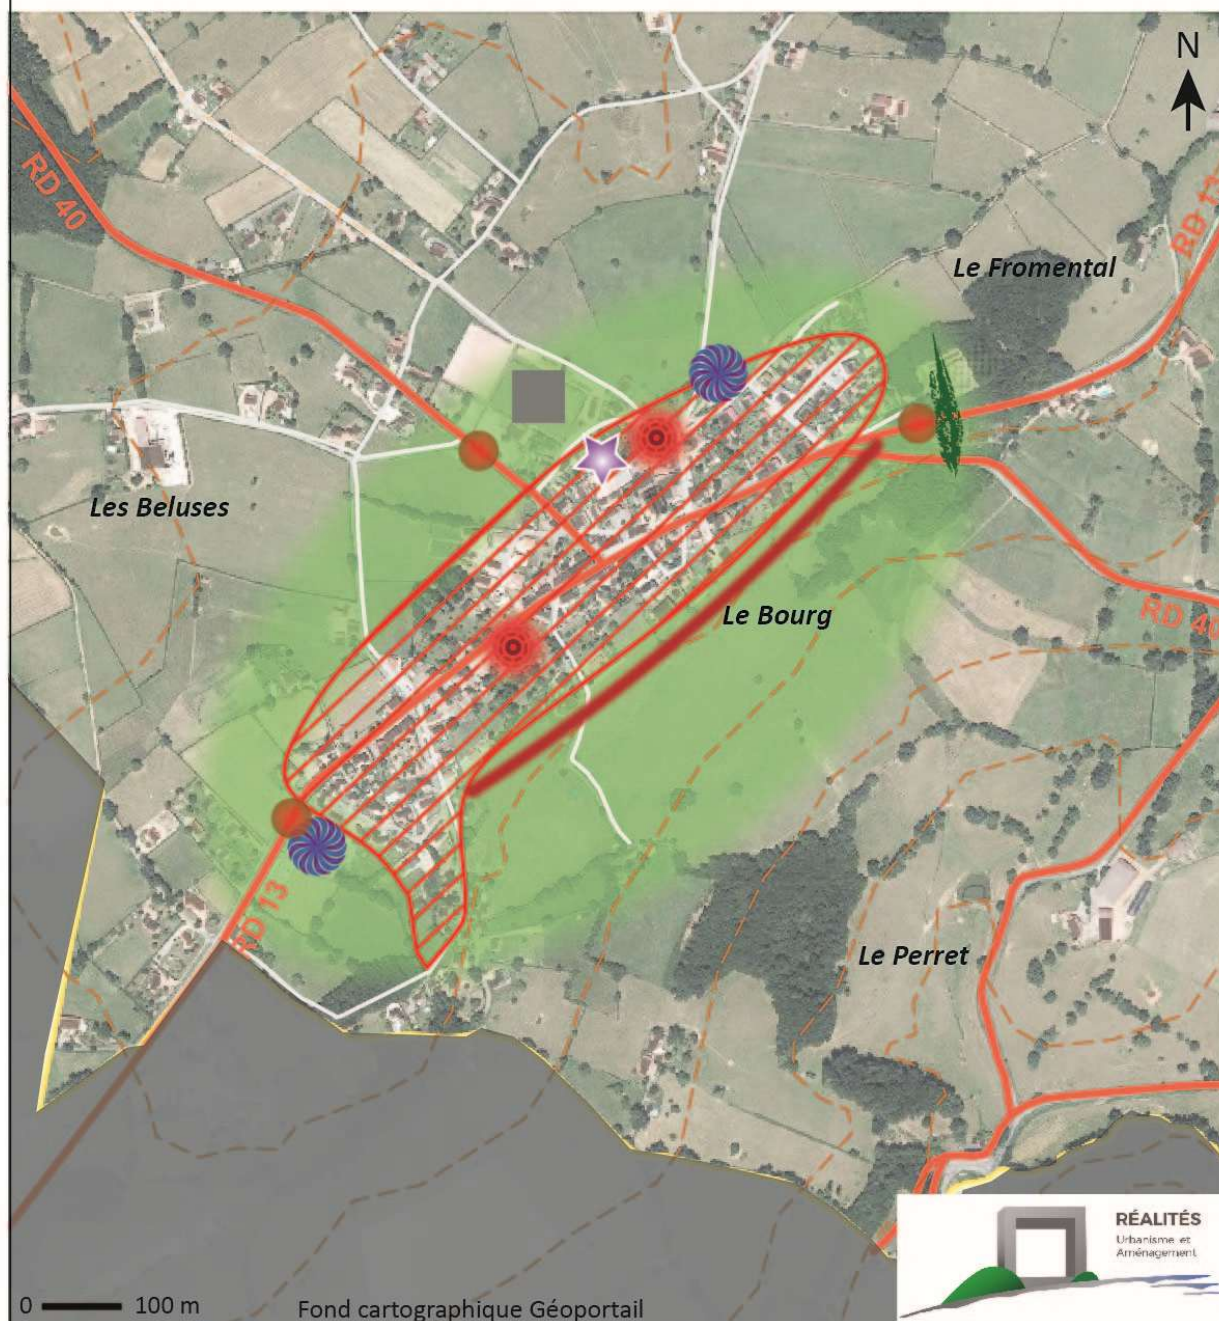 N
RD 40
RD 13
Le Fromental
Les Beluses
Le Bourg
RD 40
RD 13
Le Perret
RÉALITÉS
Urbanisme et
Aménagement
0 100 m
Fond cartographique Géoportail